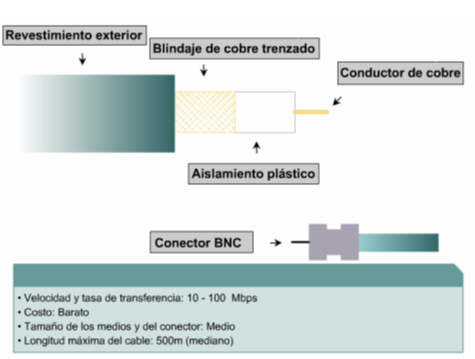 Revestimiento exterior
Blindaje de cobre trenzado
Conductor de cobre
Aislamiento plástico
Conector BNC
• Velocidad y tasa de transferencia: 10 - 100 Mbps
• Costo: Barato
• Tamaño de los medios y del conector: Medio
• Longitud máxima del cable: 500m (mediano)